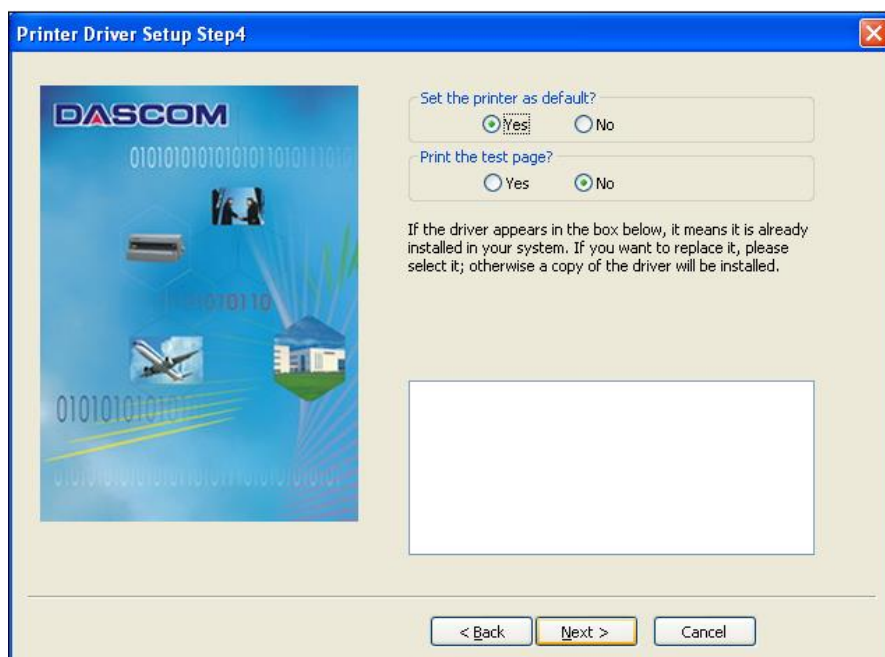 Printer Driver Setup Step4
DASCOM
Set the printer as default?
Yes No
Print the test page?
Yes No
If the driver appears in the box below, it means it is already
installed in your system. If you want to replace it, please
select it; otherwise a copy of the driver will be installed.
< Back Next > Cancel